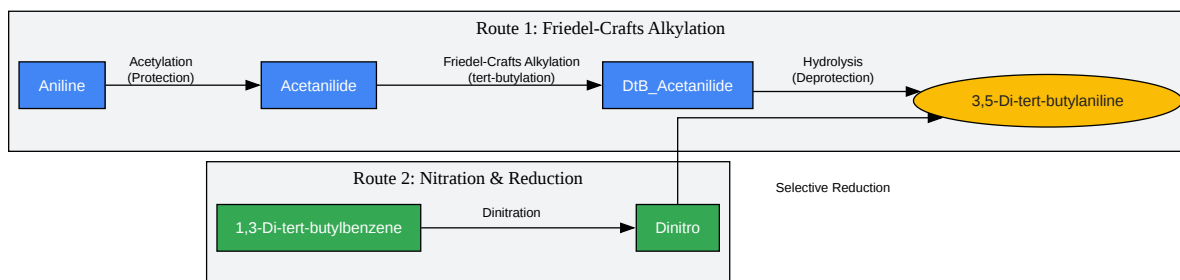 Route 1: Friedel-Crafts Alkylation
Aniline
Acetylation
(Protection)
Acetanilide
Friedel-Crafts Alkylation
(tert-butylation)
DtB_Acetanilide
Hydrolysis
(Deprotection)
3,5-Di-tert-butylaniline
Route 2: Nitration & Reduction
1,3-Di-tert-butylbenzene
Dinitration
Dinitro
Selective Reduction